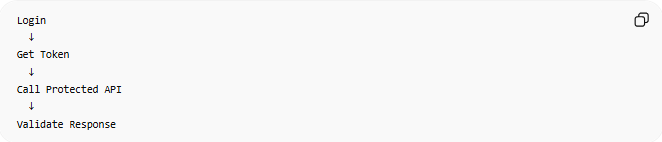 Login
↓
Get Token
↓
Call Protected API
↓
Validate Response